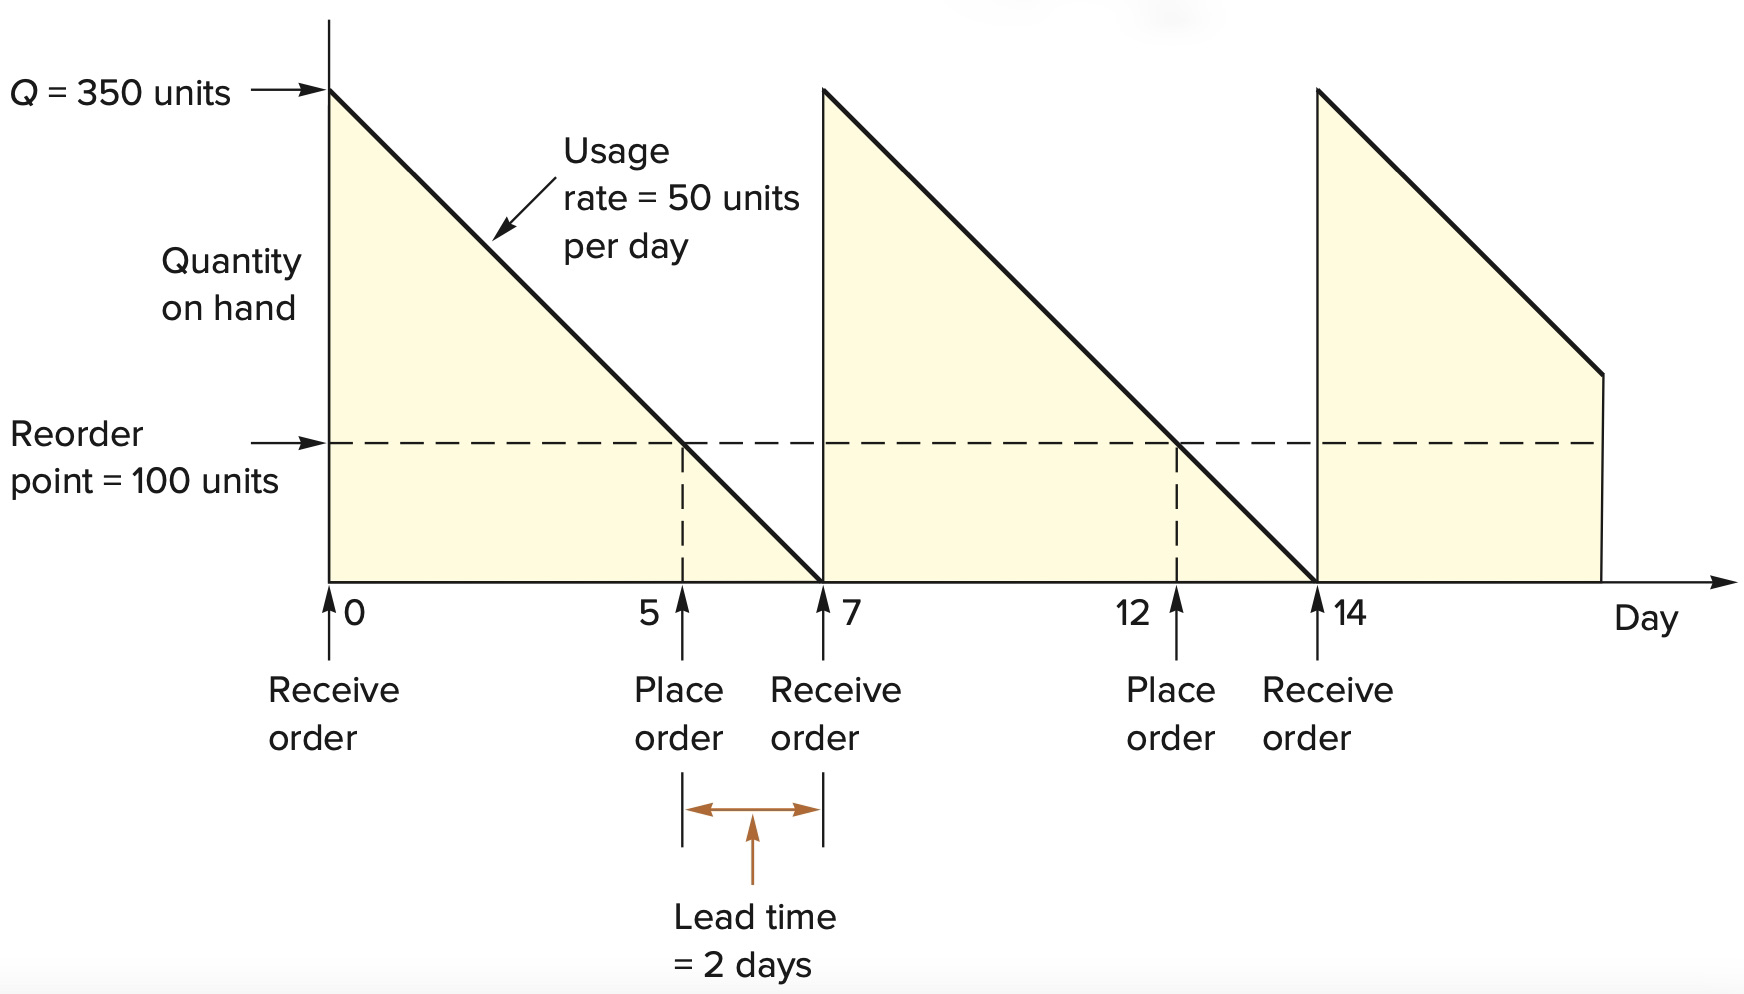 Q = 350 units
Usage
rate = 50 units
per day
Quantity
on hand
Reorder
point = 100 units
0
5
7
12
14
Day
Receive
order
Place
order
Receive
order
Place
order
Receive
order
Lead time
= 2 days